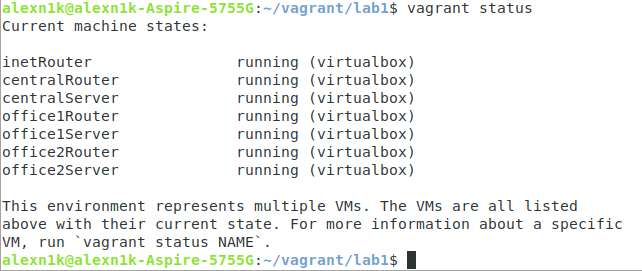 alexn1k@alexn1k-Aspire-5755G:~/vagrant/lab1$ vagrant status
Current machine states:

inetRouter                running (virtualbox)
centralRouter             running (virtualbox)
centralServer             running (virtualbox)
office1Router             running (virtualbox)
office1Server             running (virtualbox)
office2Router             running (virtualbox)
office2Server             running (virtualbox)

This environment represents multiple VMs. The VMs are all listed
above with their current state. For more information about a specific
VM, run `vagrant status NAME`.
alexn1k@alexn1k-Aspire-5755G:~/vagrant/lab1$